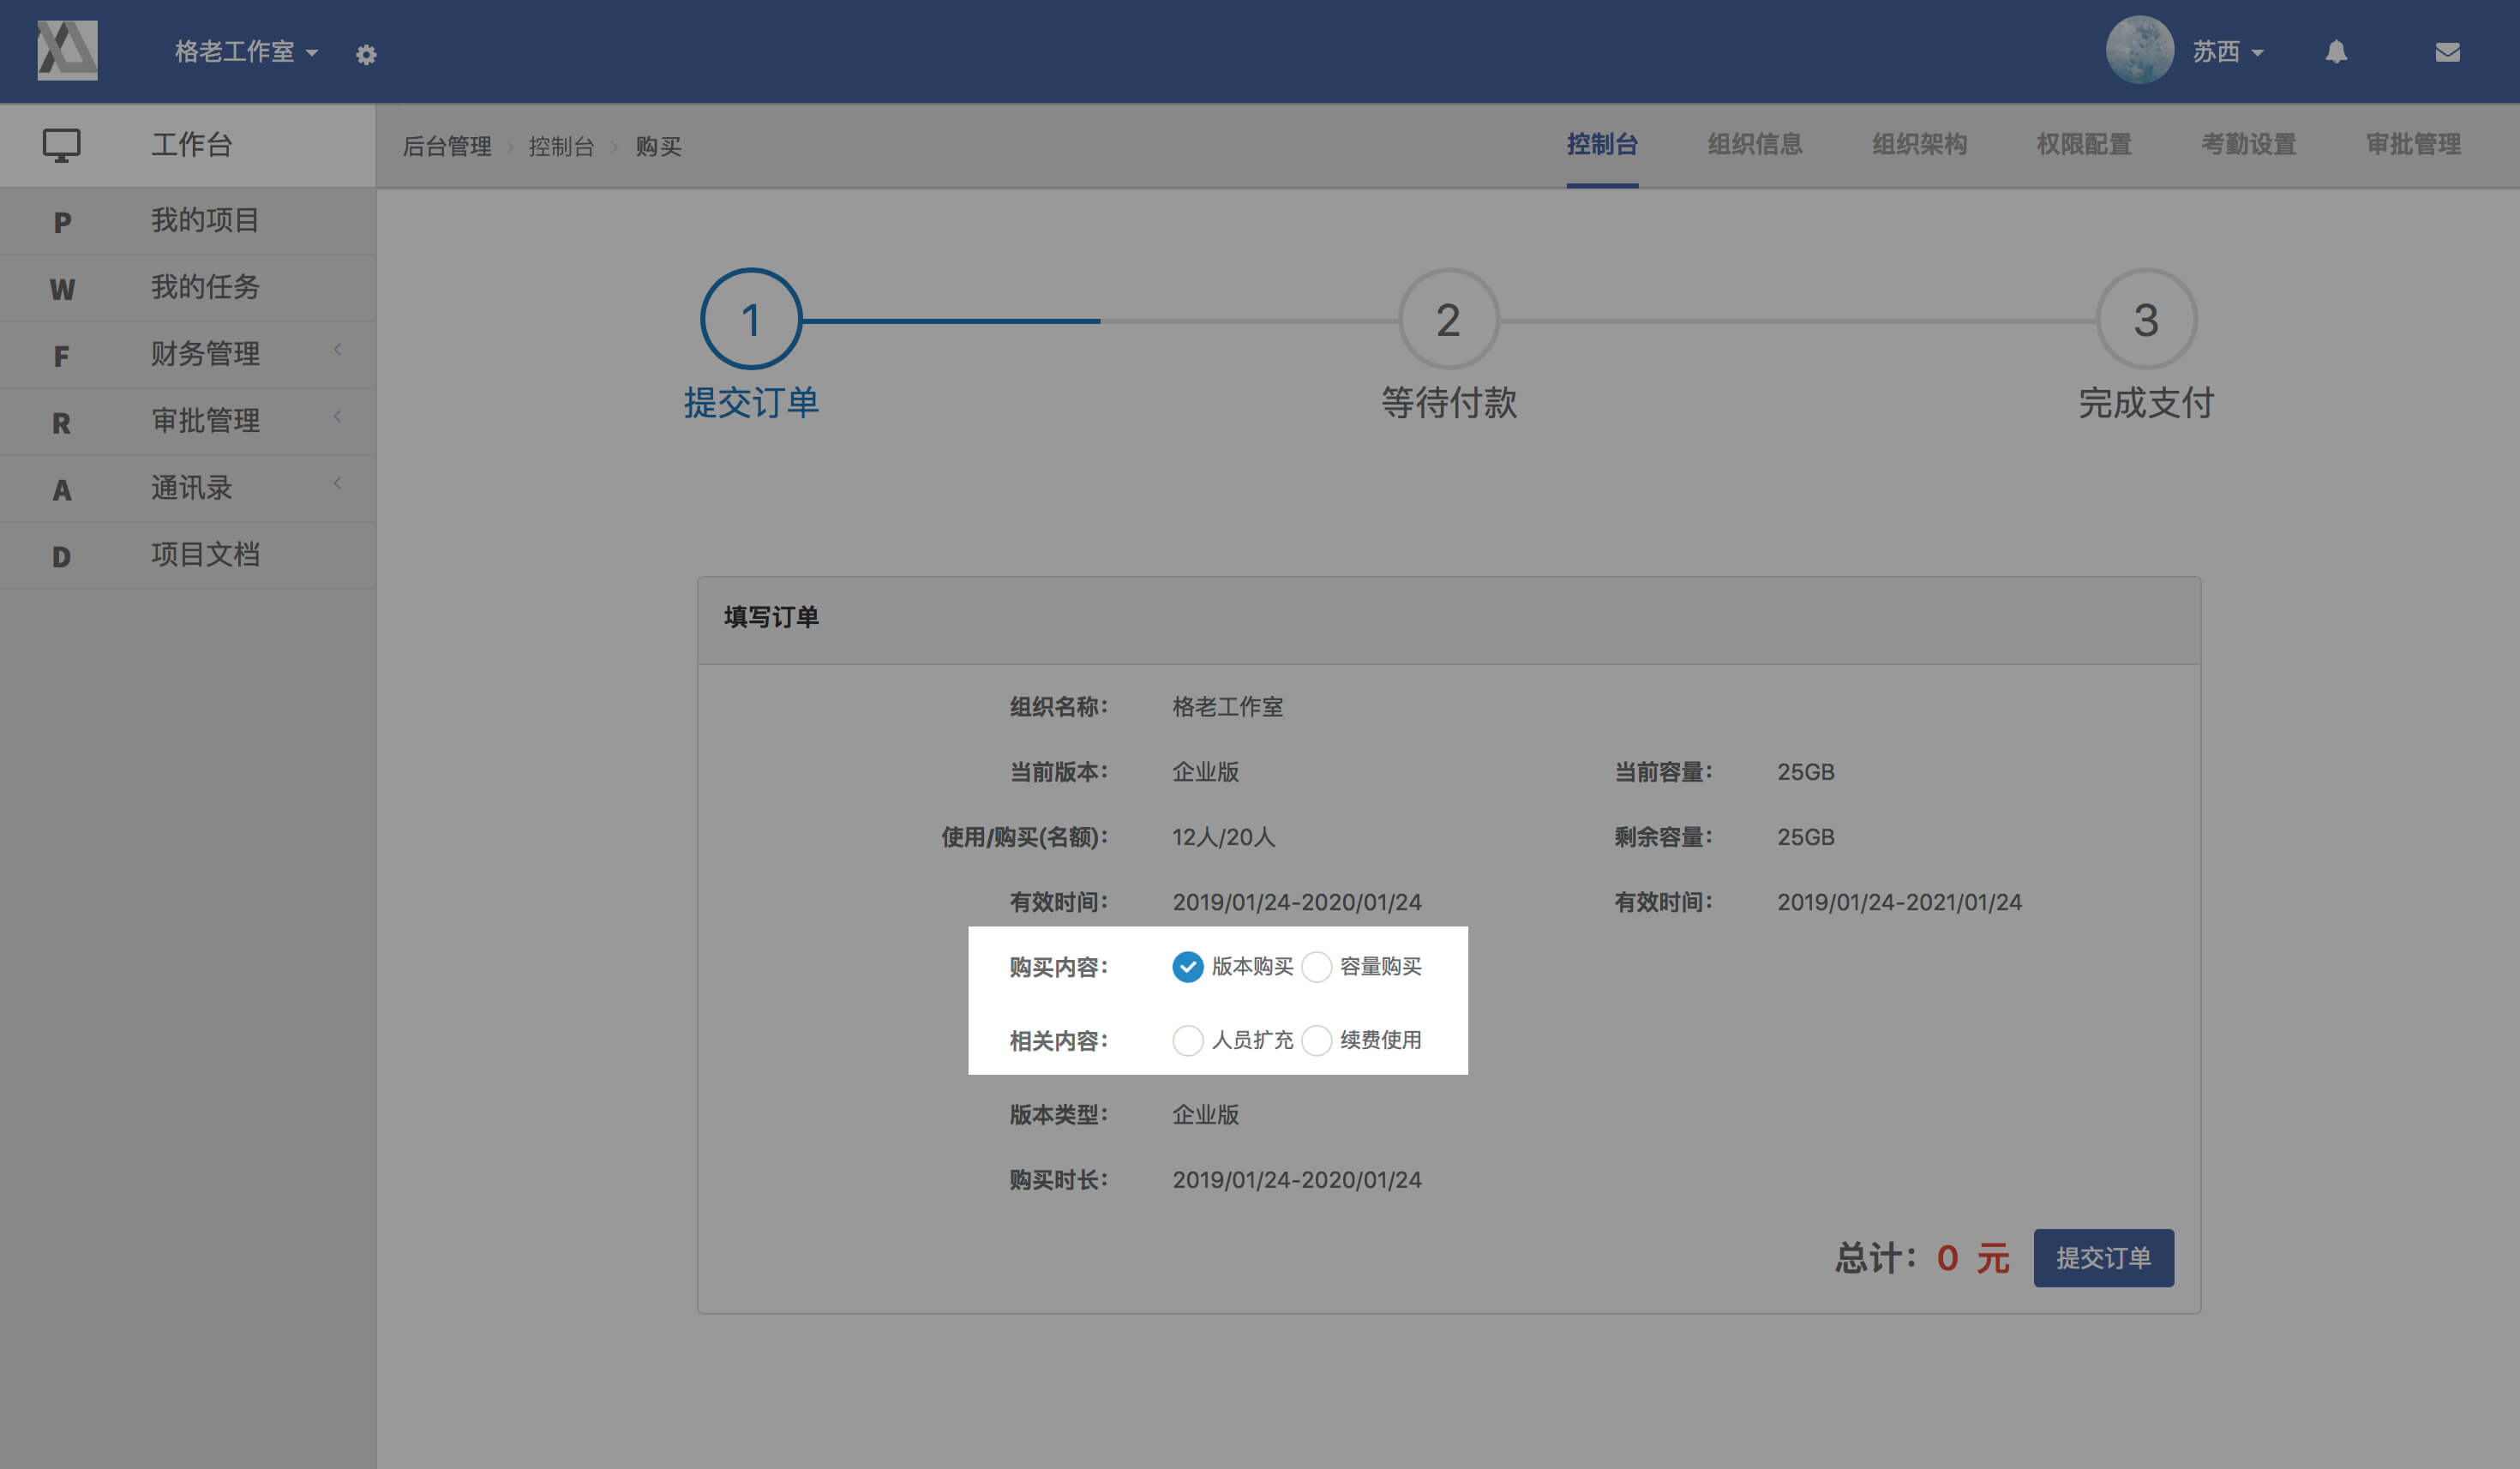 格老工作室
苏西
工作台
后台管理 › 控制台 › 购买
控制台 组织信息 组织架构 权限配置 考勤设置 审批管理
P 我的项目
W 我的任务
F 财务管理
R 审批管理
A 通讯录
D 项目文档
1 2 3
提交订单 等待付款 完成支付
填写订单
组织名称： 格老工作室
当前版本： 企业版 当前容量： 25GB
使用/购买(名额)： 12人/20人 剩余容量： 25GB
有效时间： 2019/01/24-2020/01/24 有效时间： 2019/01/24-2021/01/24
购买内容： 版本购买 容量购买
相关内容： 人员扩充 续费使用
版本类型： 企业版
购买时长： 2019/01/24-2020/01/24
总计：0 元 提交订单